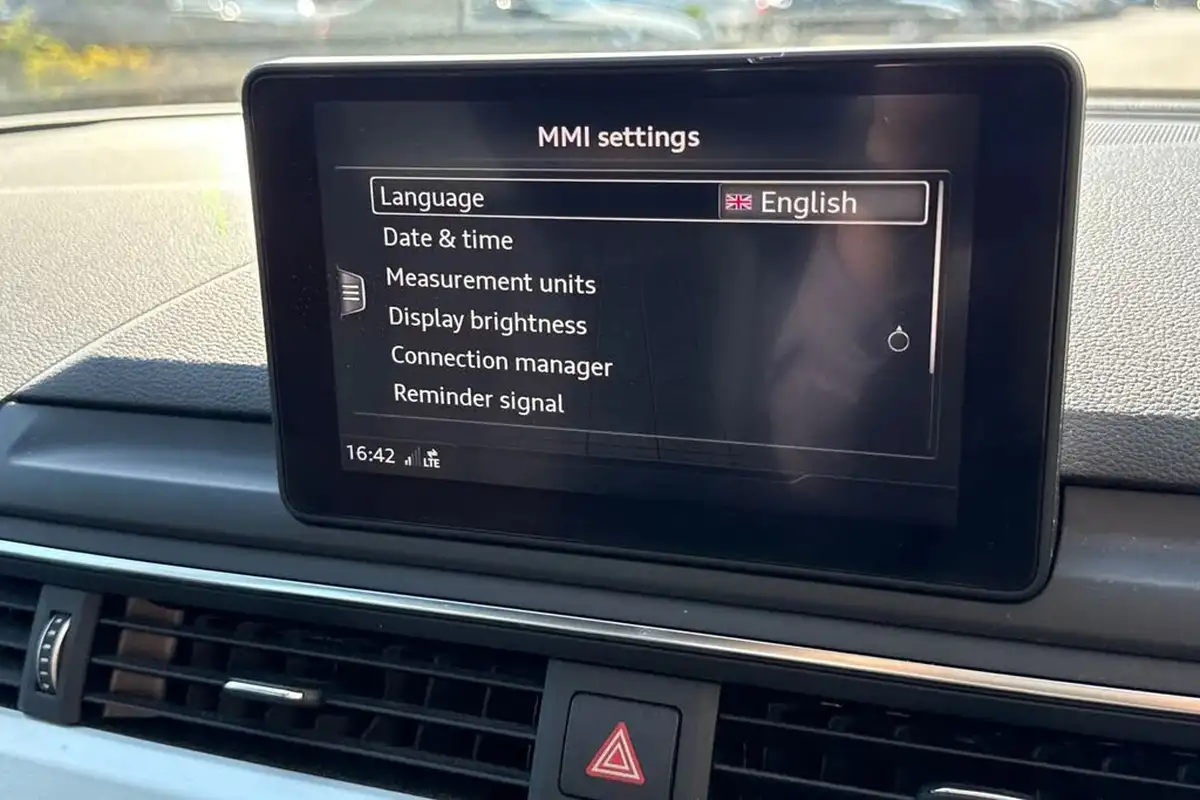 MMI settings
Language English
Date & time
Measurement units
Display brightness
Connection manager
Reminder signal
16:42 LTE